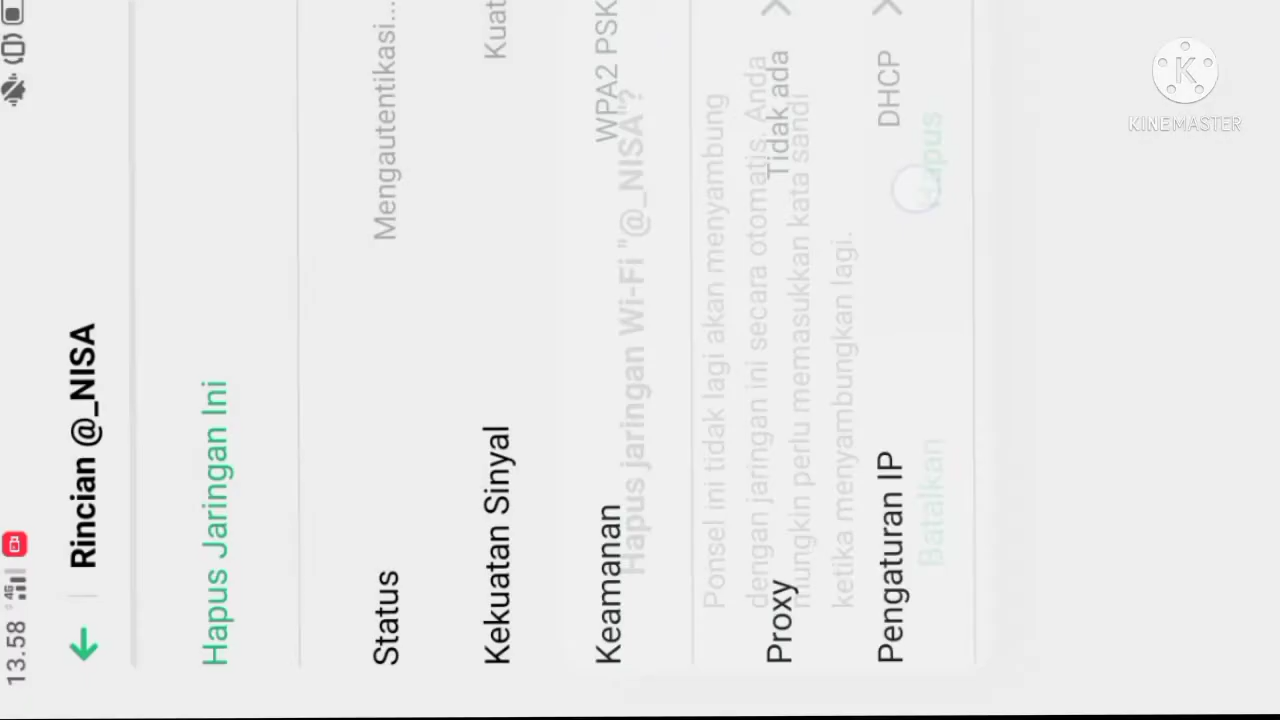 13.58
4G
Rincian @_NISA
Hapus Jaringan Ini
Status
Mengautentikasi...
Kekuatan Sinyal
Kuat
Keamanan
WPA2 PSK
Hapus jaringan Wi-Fi "@_NISA"?
Ponsel ini tidak lagi akan menyambung
dengan jaringan ini secara otomatis. Anda
mungkin perlu memasukkan kata sandi
ketika menyambungkan lagi.
Proxy
Tidak ada
Pengaturan IP
DHCP
Batalkan
Hapus
K
KINEMASTER